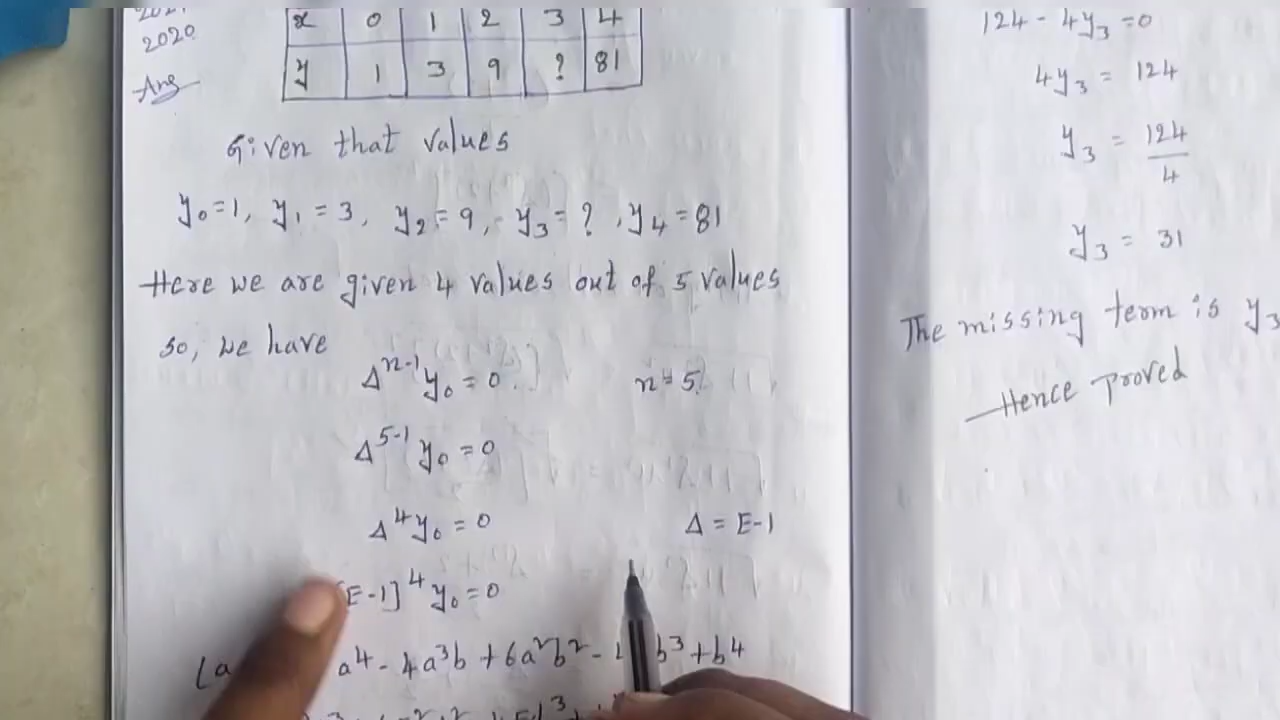 2020
x 0 1 2 3 4
Ans
y 1 3 9 ? 81
Given that values
y₀=1, y₁=3, y₂=9, y₃=?, y₄=81
Here we are given 4 values out of 5 values
so, we have
Δⁿ⁻¹y₀=0 n=5
Δ⁵⁻¹y₀=0
Δ⁴y₀=0 Δ=E-1
E-1]⁴y₀=0
(a a⁴-4a³b+6a²b²-4 b³+b⁴
124-4y₃=0
4y₃=124
y₃=124/4
y₃=31
The missing term is y₃
Hence proved